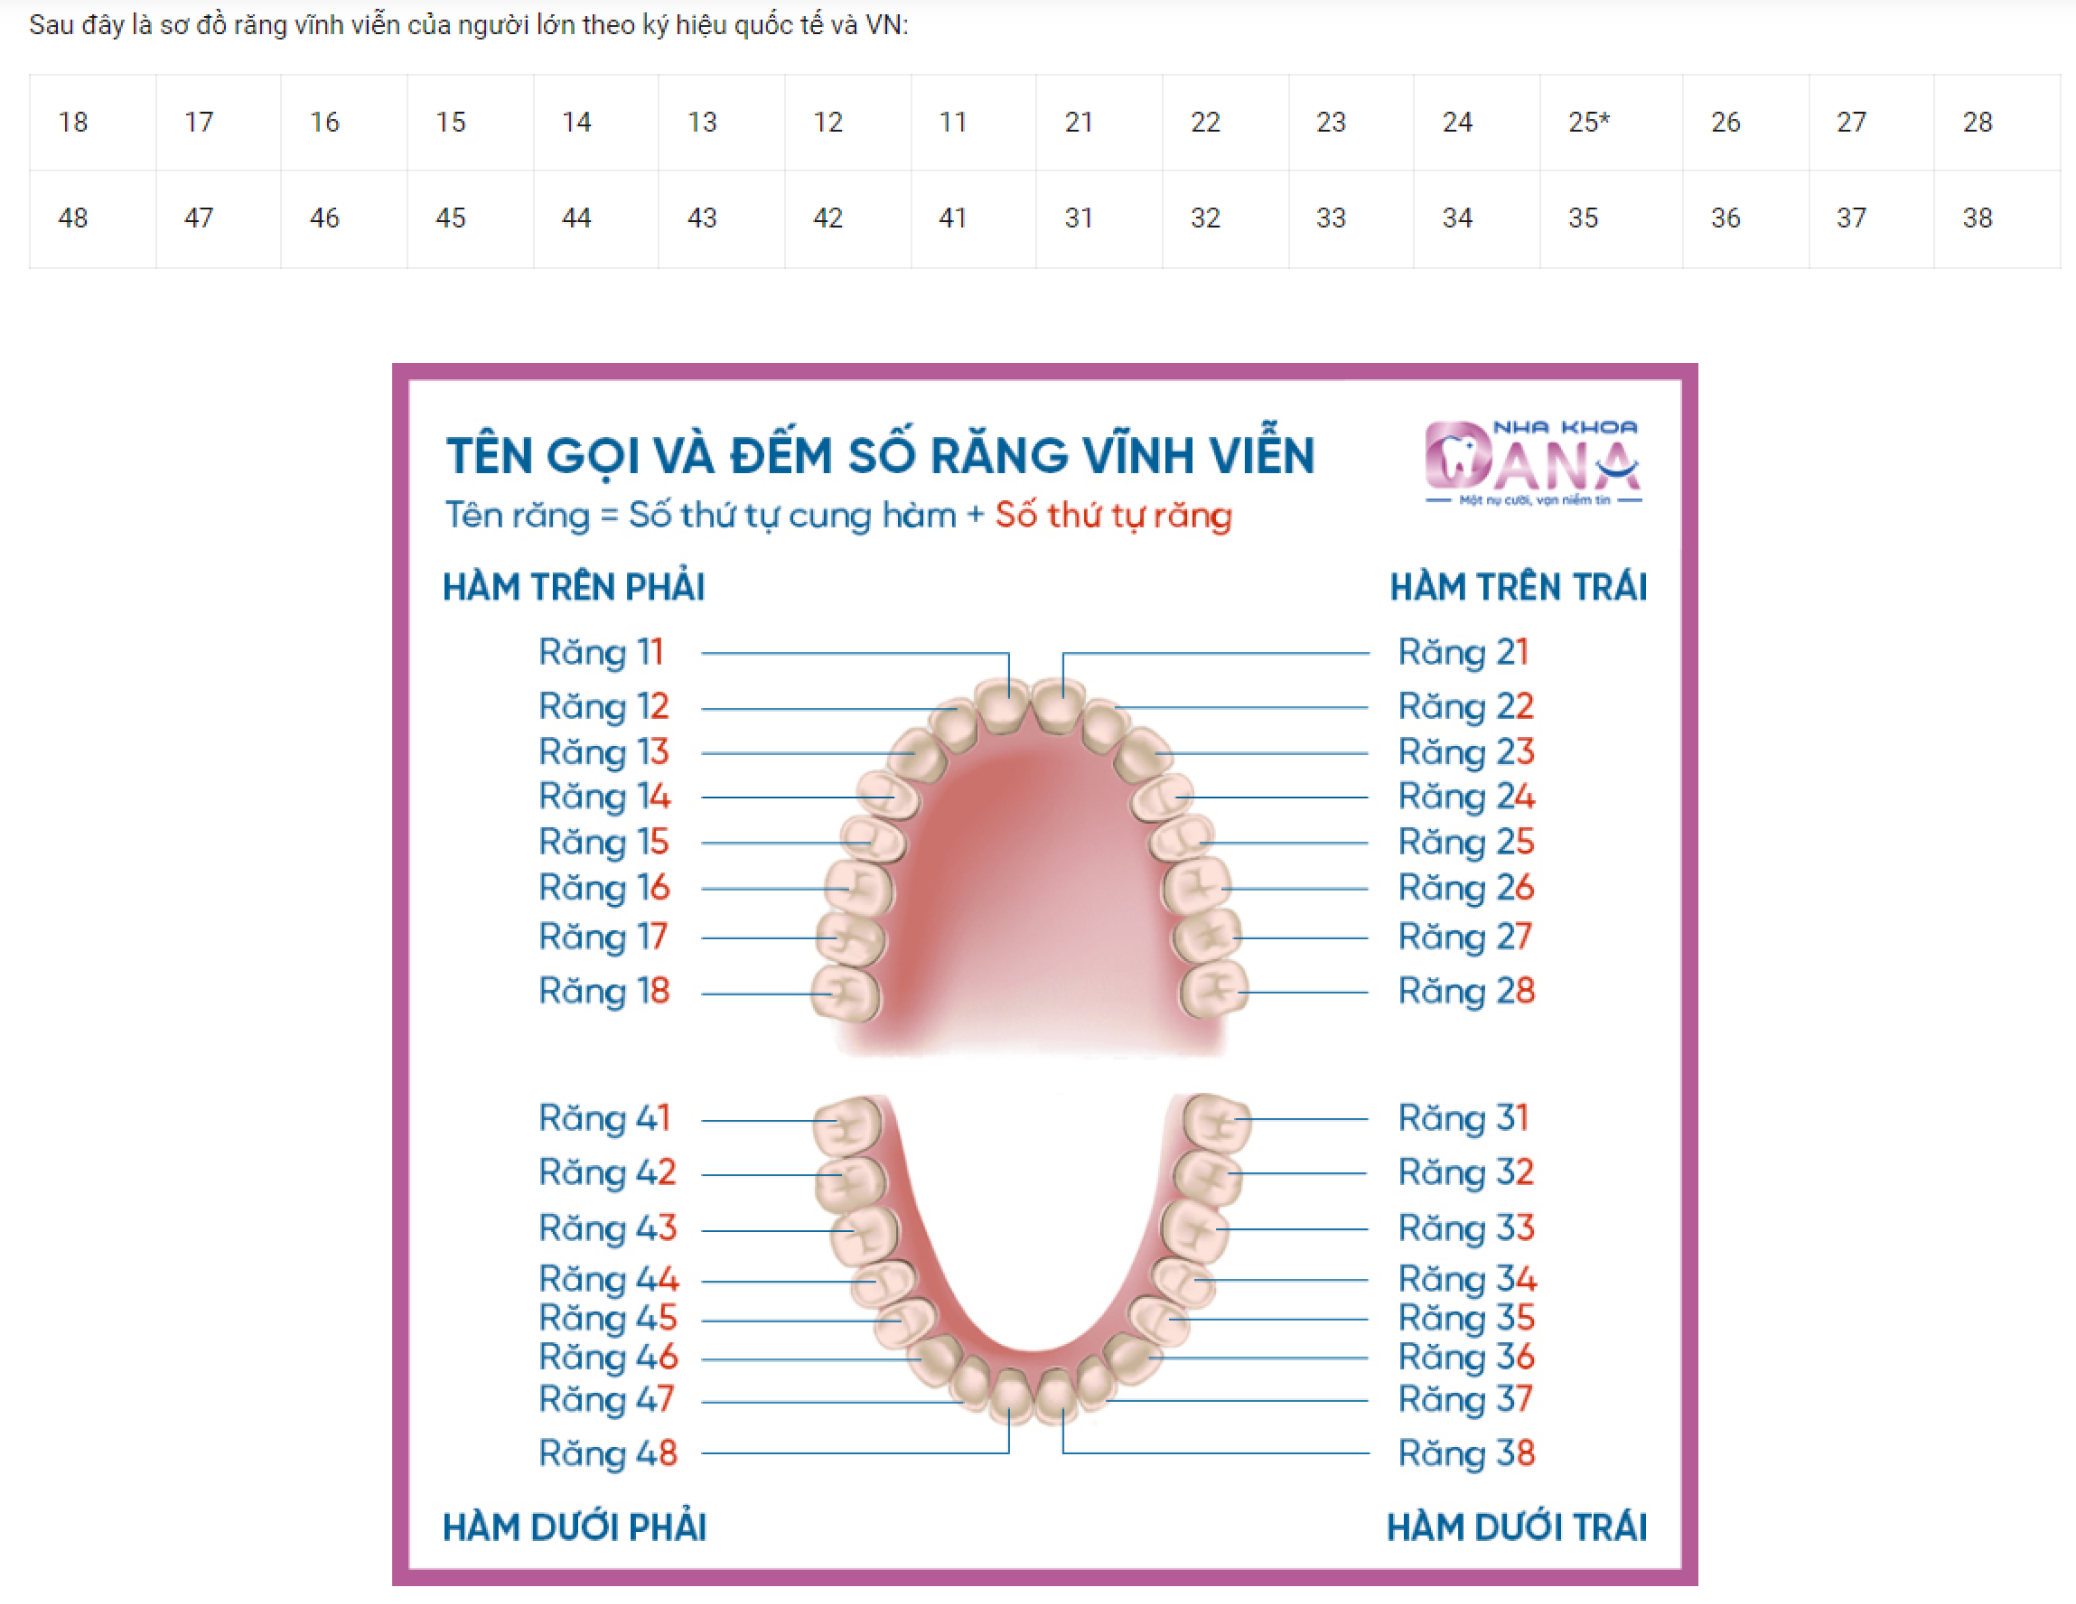 Sau đây là sơ đồ răng vĩnh viễn của người lớn theo ký hiệu quốc tế và VN:
18 17 16 15 14 13 12 11 21 22 23 24 25* 26 27 28
48 47 46 45 44 43 42 41 31 32 33 34 35 36 37 38
TÊN GỌI VÀ ĐẾM SỐ RĂNG VĨNH VIỄN
Tên răng = Số thứ tự cung hàm + Số thứ tự răng
NHA KHOA
DANA
Một nụ cười, vạn niềm tin
HÀM TRÊN PHẢI
HÀM TRÊN TRÁI
Răng 11
Răng 21
Răng 12
Răng 22
Răng 13
Răng 23
Răng 14
Răng 24
Răng 15
Răng 25
Răng 16
Răng 26
Răng 17
Răng 27
Răng 18
Răng 28
Răng 41
Răng 31
Răng 42
Răng 32
Răng 43
Răng 33
Răng 44
Răng 34
Răng 45
Răng 35
Răng 46
Răng 36
Răng 47
Răng 37
Răng 48
Răng 38
HÀM DƯỚI PHẢI
HÀM DƯỚI TRÁI